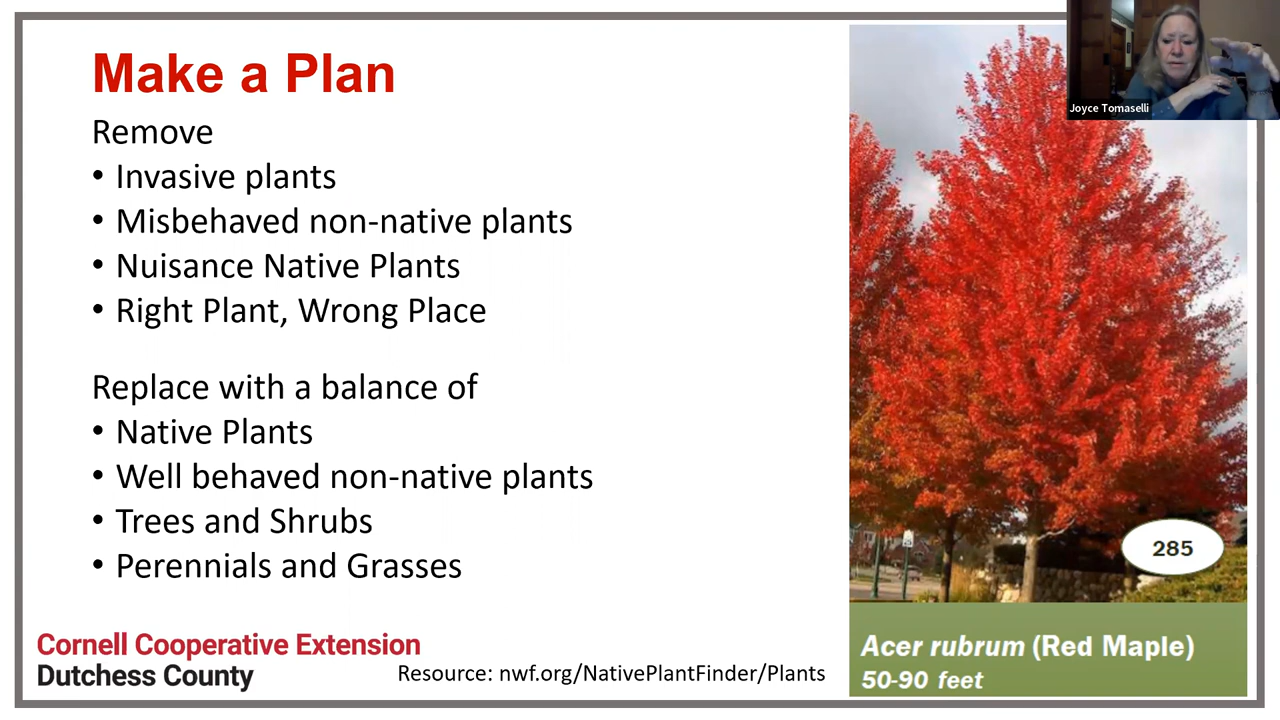 Make a Plan
Remove
• Invasive plants
• Misbehaved non-native plants
• Nuisance Native Plants
• Right Plant, Wrong Place
Replace with a balance of
• Native Plants
• Well behaved non-native plants
• Trees and Shrubs
• Perennials and Grasses
Cornell Cooperative Extension
Dutchess County
Resource: nwf.org/NativePlantFinder/Plants
Joyce Tomaselli
285
Acer rubrum (Red Maple)
50-90 feet